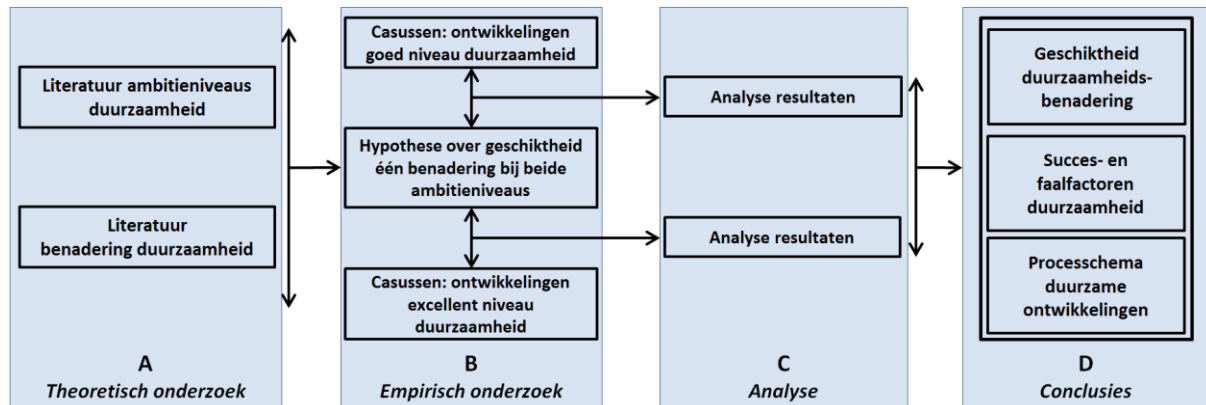 Literatuur ambitieniveaus
duurzaamheid
Literatuur
benadering duurzaamheid
A
Theoretisch onderzoek
Casussen: ontwikkelingen
goed niveau duurzaamheid
Hypothese over geschiktheid
één benadering bij beide
ambitieniveaus
Casussen: ontwikkelingen
excellent niveau
duurzaamheid
B
Empirisch onderzoek
Analyse resultaten
Analyse resultaten
C
Analyse
Geschiktheid
duurzaamheids-
benadering
Succes- en
faalfactoren
duurzaamheid
Processchema
duurzame
ontwikkelingen
D
Conclusies